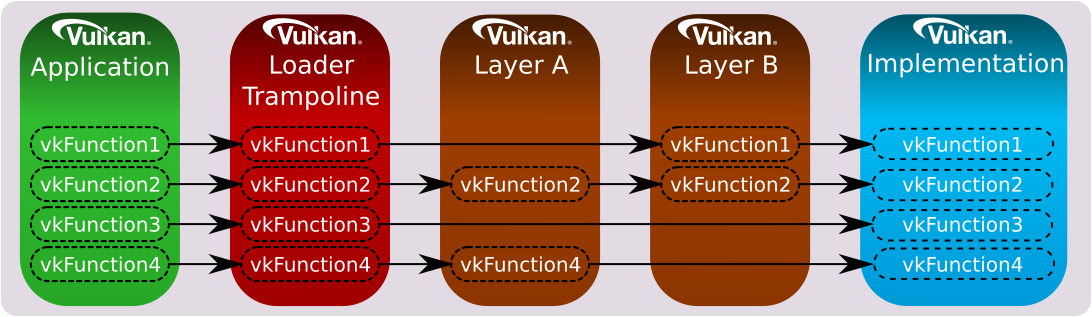 Vulkan®
Application
vkFunction1
vkFunction2
vkFunction3
vkFunction4
Vulkan®
Loader
Trampoline
vkFunction1
vkFunction2
vkFunction3
vkFunction4
Vulkan®
Layer A
vkFunction2
vkFunction4
Vulkan®
Layer B
vkFunction1
vkFunction2
Vulkan®
Implementation
vkFunction1
vkFunction2
vkFunction3
vkFunction4